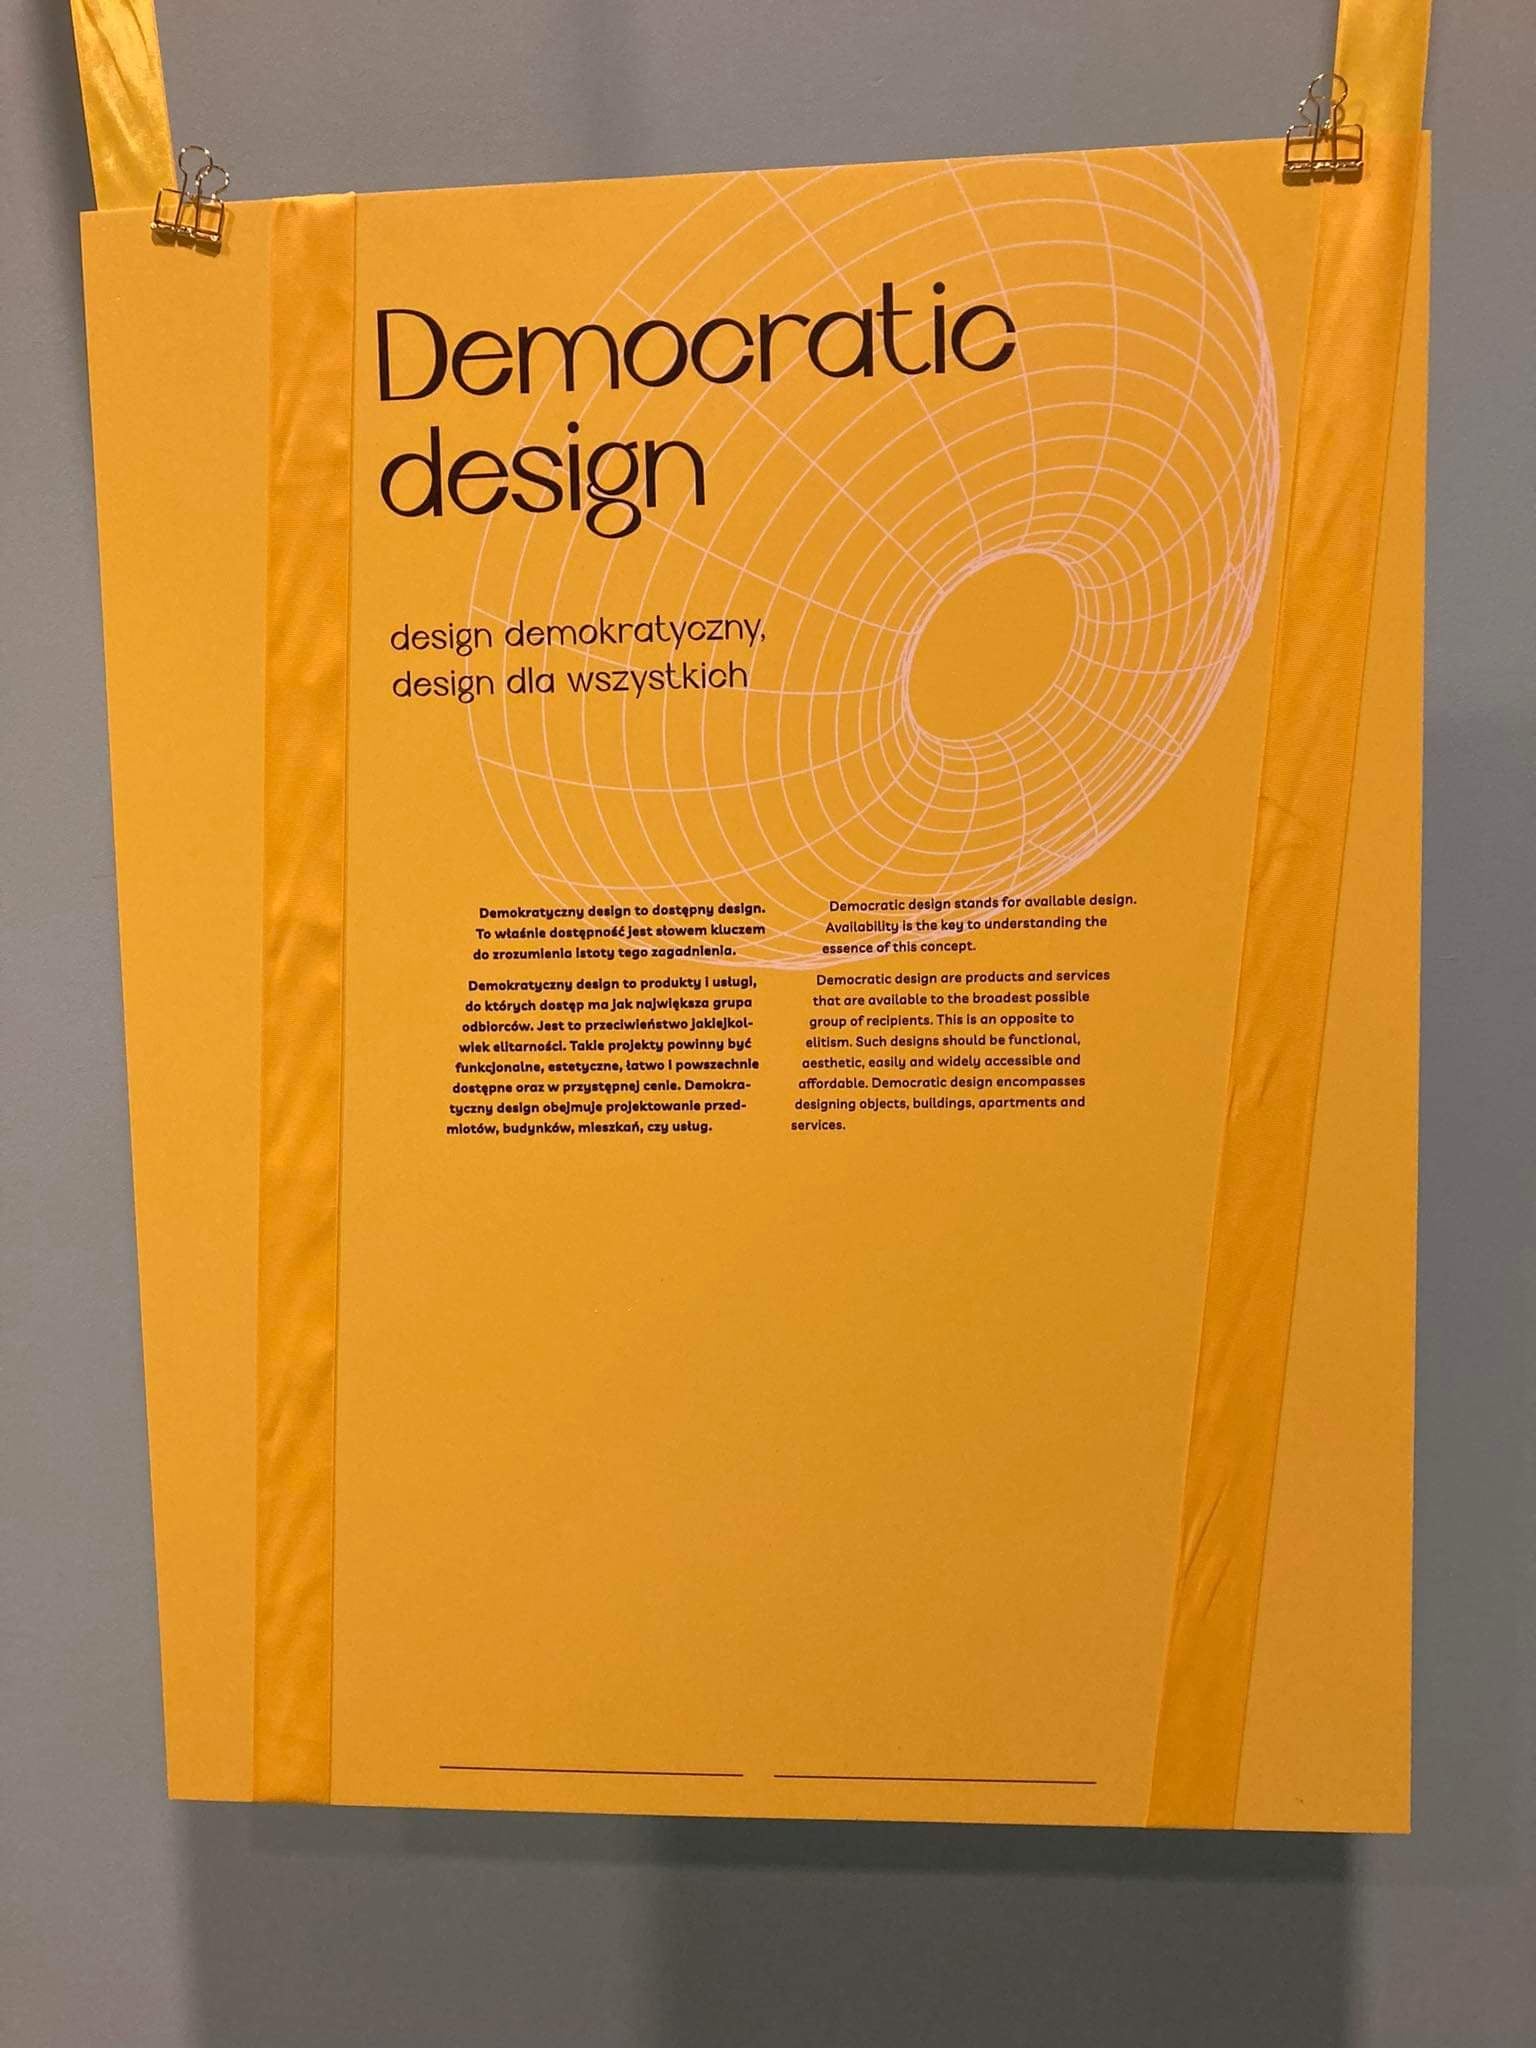 Democratic
design
design demokratyczny,
design dla wszystkich
Demokratyczny design to dostępny design.
To właśnie dostępność jest słowem kluczem
do zrozumienia istoty tego zagadnienia.
Demokratyczny design to produkty i usługi,
do których dostęp ma jak największa grupa
odbiorców. Jest to przeciwieństwo jakiejkol-
wiek elitarności. Takie projekty powinny być
funkcjonalne, estetyczne, łatwo i powszechnie
dostępne oraz w przystępnej cenie. Demokra-
tyczny design obejmuje projektowanie przed-
miotów, budynków, mieszkań, czy usług.
Democratic design stands for available design.
Availability is the key to understanding the
essence of this concept.
Democratic design are products and services
that are available to the broadest possible
group of recipients. This is an opposite to
elitism. Such designs should be functional,
aesthetic, easily and widely accessible and
affordable. Democratic design encompasses
designing objects, buildings, apartments and
services.